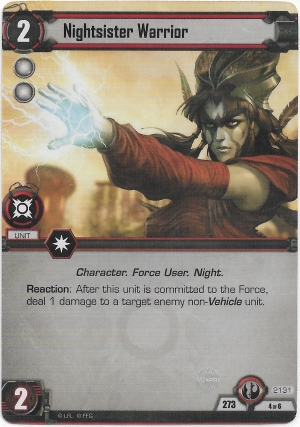 2
Nightsister Warrior
UNIT
Character. Force User. Night.
Reaction: After this unit is committed to the Force,
deal 1 damage to a target enemy non-Vehicle unit.
2
© LFL © FFG
273
4 of 6